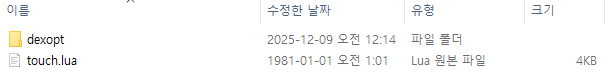 이름 수정한 날짜 유형 크기
dexopt 2025-12-09 오전 12:14 파일 폴더
touch.lua 1981-01-01 오전 1:01 Lua 원본 파일 4KB